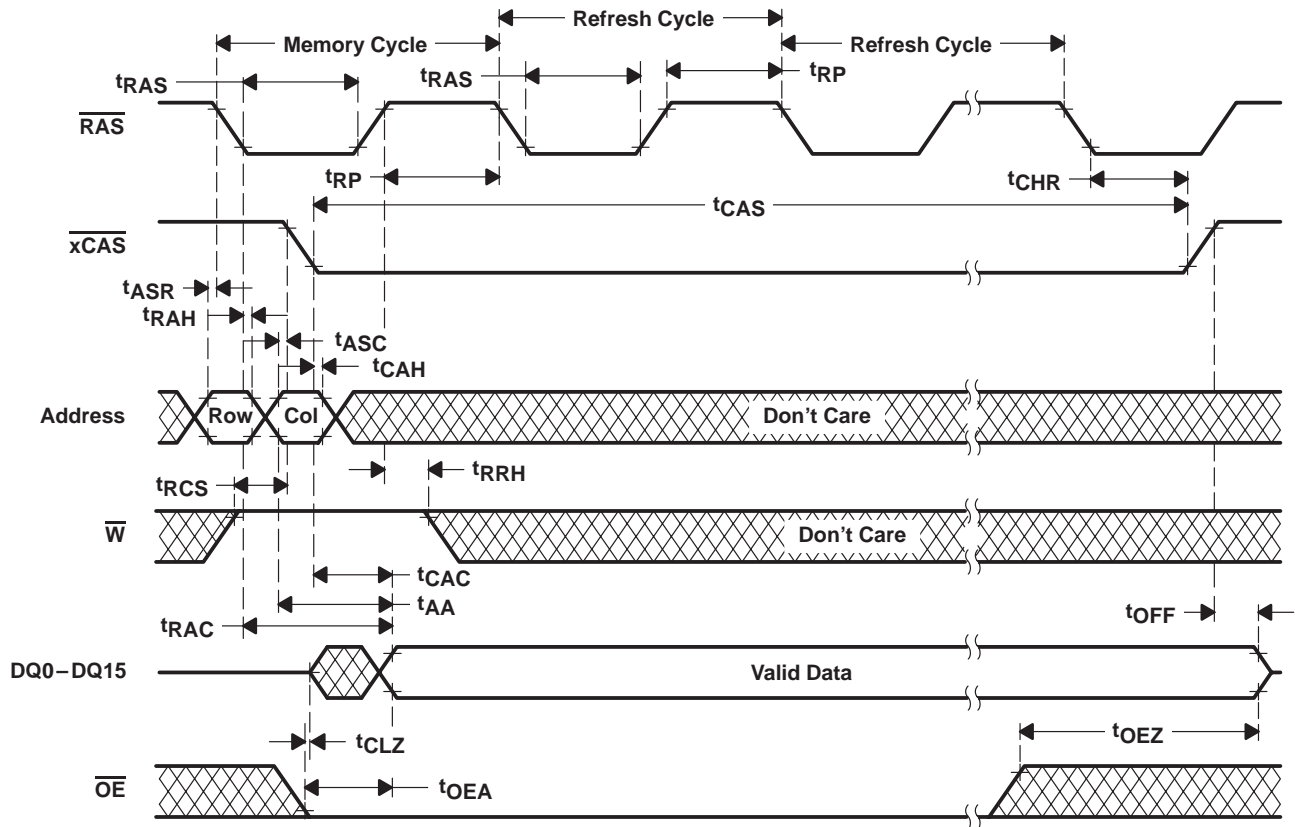 Refresh Cycle
Memory Cycle
Refresh Cycle
tRAS
tRAS
tRP
RAS
tRP
tCHR
tCAS
xCAS
tASR
tRAH
tASC
tCAH
Address
Row
Col
Don't Care
tRRH
tRCS
W
Don't Care
tCAC
tAA
tRAC
tOFF
DQ0–DQ15
Valid Data
tCLZ
tOEZ
OE
tOEA